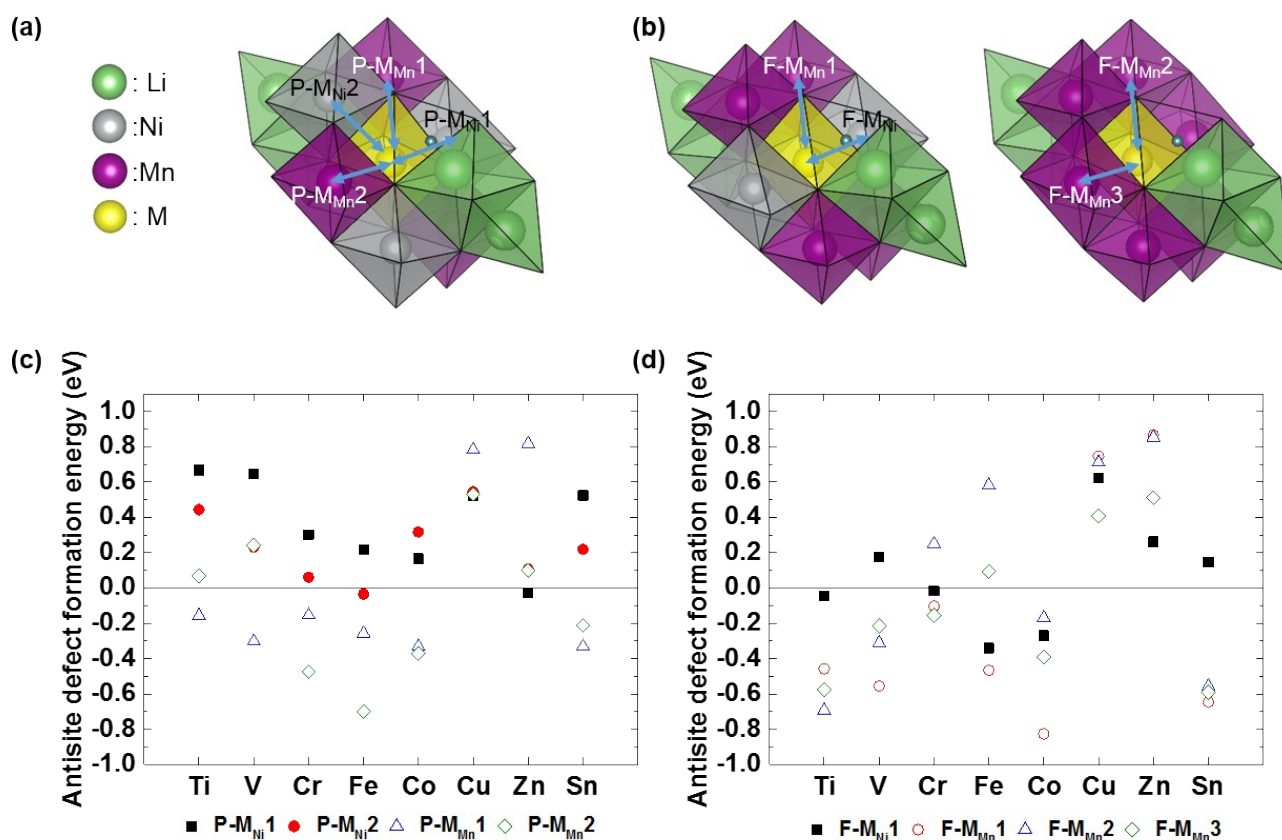 (a)
: Li
:Ni
:Mn
: M
P-M_Mn1
P-M_Ni2
P-M_Ni1
P-M_Mn2
(b)
F-M_Mn1
F-M_Ni
F-M_Mn2
F-M_Mn3
(c)
Antisite defect formation energy (eV)
1.0
0.8
0.6
0.4
0.2
0.0
-0.2
-0.4
-0.6
-0.8
-1.0
Ti V Cr Fe Co Cu Zn Sn
P-M_Ni1 P-M_Ni2 P-M_Mn1 P-M_Mn2
(d)
Antisite defect formation energy (eV)
1.0
0.8
0.6
0.4
0.2
0.0
-0.2
-0.4
-0.6
-0.8
-1.0
Ti V Cr Fe Co Cu Zn Sn
F-M_Ni1 F-M_Mn1 F-M_Mn2 F-M_Mn3